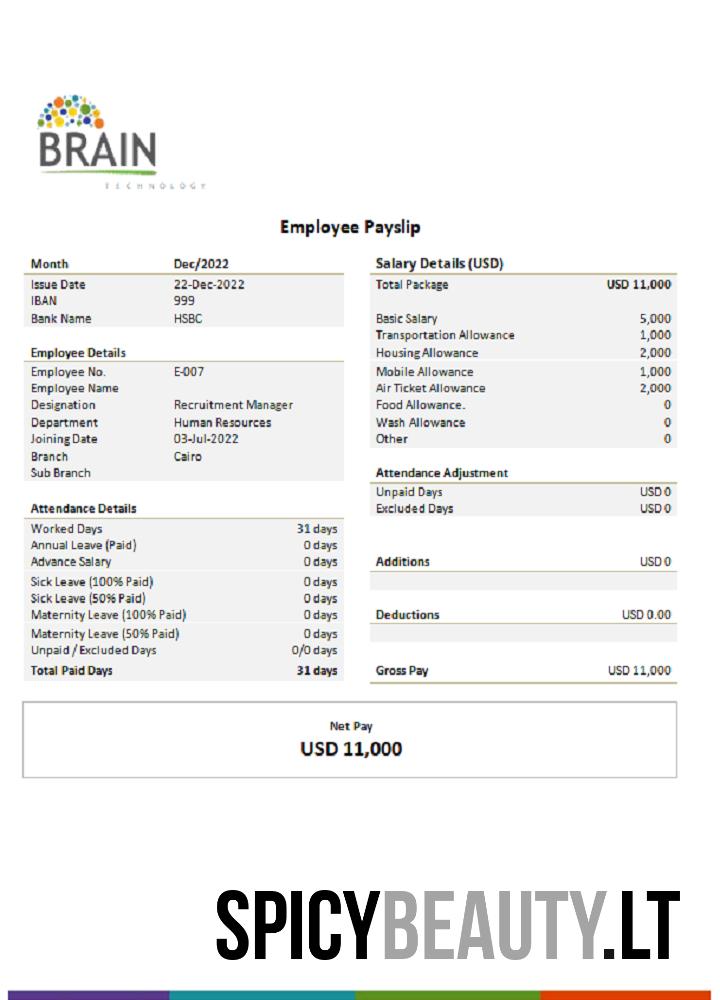 BRAIN
TECHNOLOGY
Employee Payslip
Month Dec/2022
Issue Date 22-Dec-2022
IBAN 999
Bank Name HSBC
Employee Details
Employee No. E-007
Employee Name
Designation Recruitment Manager
Department Human Resources
Joining Date 03-Jul-2022
Branch Cairo
Sub Branch
Attendance Details
Worked Days 31 days
Annual Leave (Paid) 0 days
Advance Salary 0 days
Sick Leave (100% Paid) 0 days
Sick Leave (50% Paid) 0 days
Maternity Leave (100% Paid) 0 days
Maternity Leave (50% Paid) 0 days
Unpaid / Excluded Days 0/0 days
Total Paid Days 31 days
Salary Details (USD)
Total Package USD 11,000
Basic Salary 5,000
Transportation Allowance 1,000
Housing Allowance 2,000
Mobile Allowance 1,000
Air Ticket Allowance 2,000
Food Allowance. 0
Wash Allowance 0
Other 0
Attendance Adjustment
Unpaid Days USD 0
Excluded Days USD 0
Additions USD 0
Deductions USD 0.00
Gross Pay USD 11,000
Net Pay
USD 11,000
SPICYBEAUTY.LT